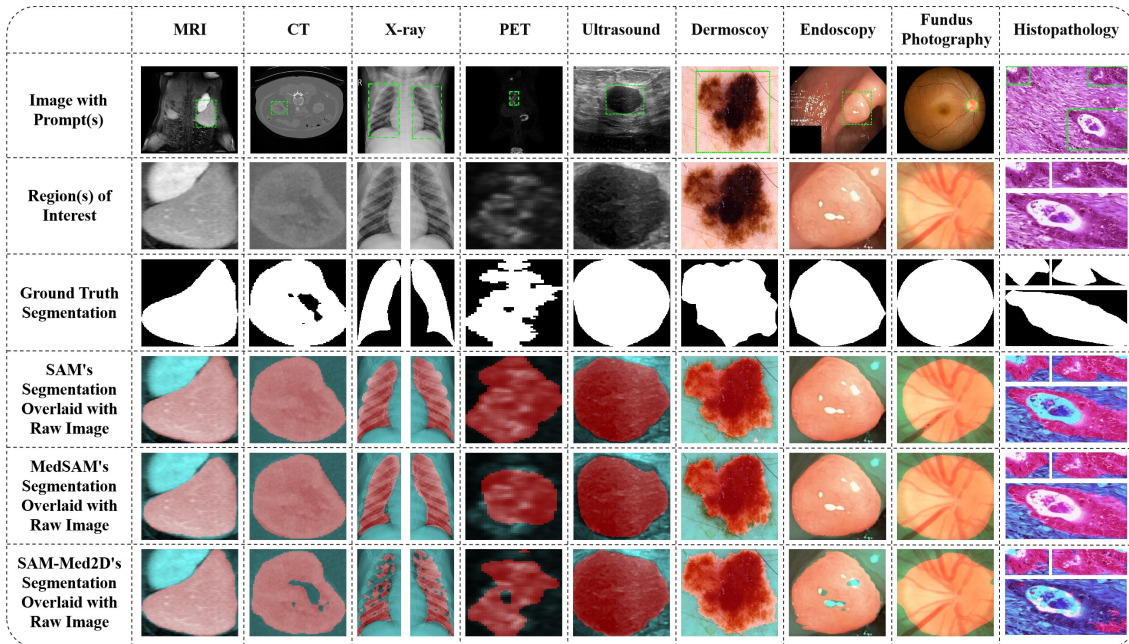 MRI
CT
X-ray
PET
Ultrasound
Dermoscoy
Endoscopy
Fundus
Photography
Histopathology
Image with
Prompt(s)
R
Region(s) of
Interest
Ground Truth
Segmentation
SAM's
Segmentation
Overlaid with
Raw Image
MedSAM's
Segmentation
Overlaid with
Raw Image
SAM-Med2D's
Segmentation
Overlaid with
Raw Image